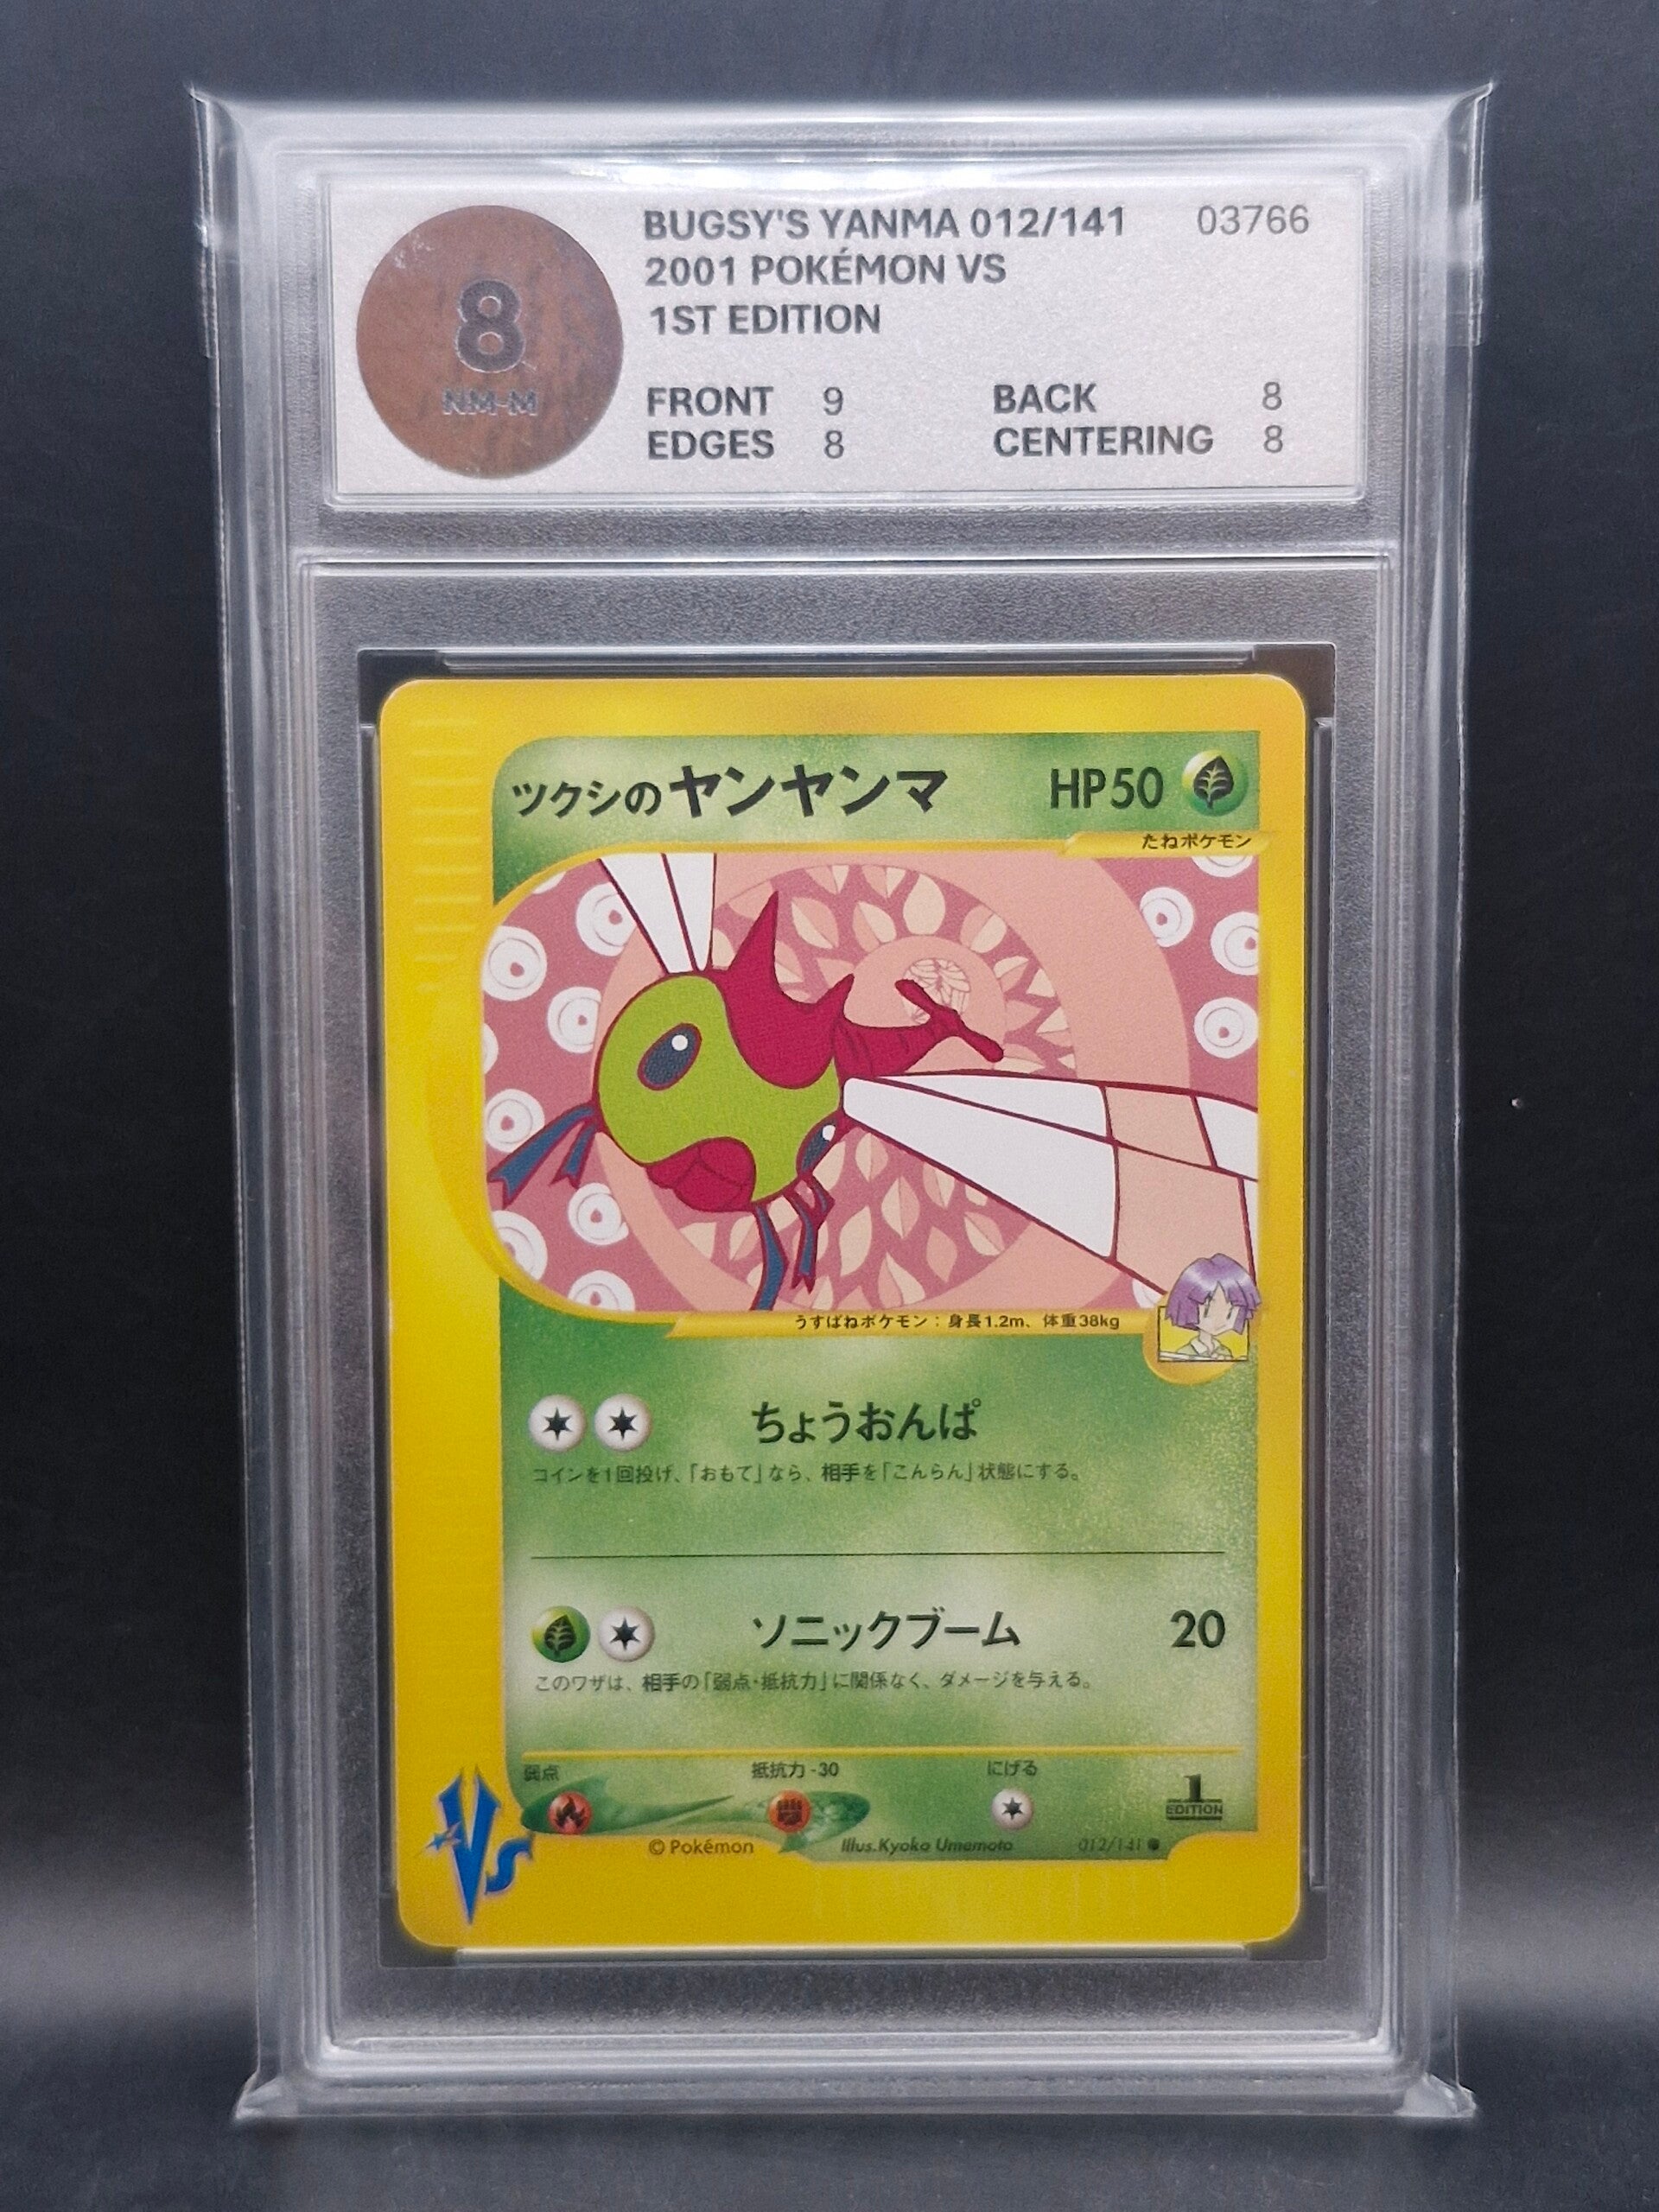 BUGSY'S YANMA 012/141 03766
2001 POKÉMON VS
1ST EDITION
8
NM-M
FRONT 9 BACK 8
EDGES 8 CENTERING 8
ツクシのヤンヤンマ HP50
たねポケモン
うすばねポケモン：身長1.2m、体重38kg
ちょうおんぱ
コインを1回投げ、「おもて」なら、相手を「こんらん」状態にする。
ソニックブーム 20
このワザは、相手の「弱点・抵抗力」に関係なく、ダメージを与える。
弱点 抵抗力 -30 にげる
1 EDITION
Vs
© Pokémon Illus.Kyoko Umemoto 012/141 ●